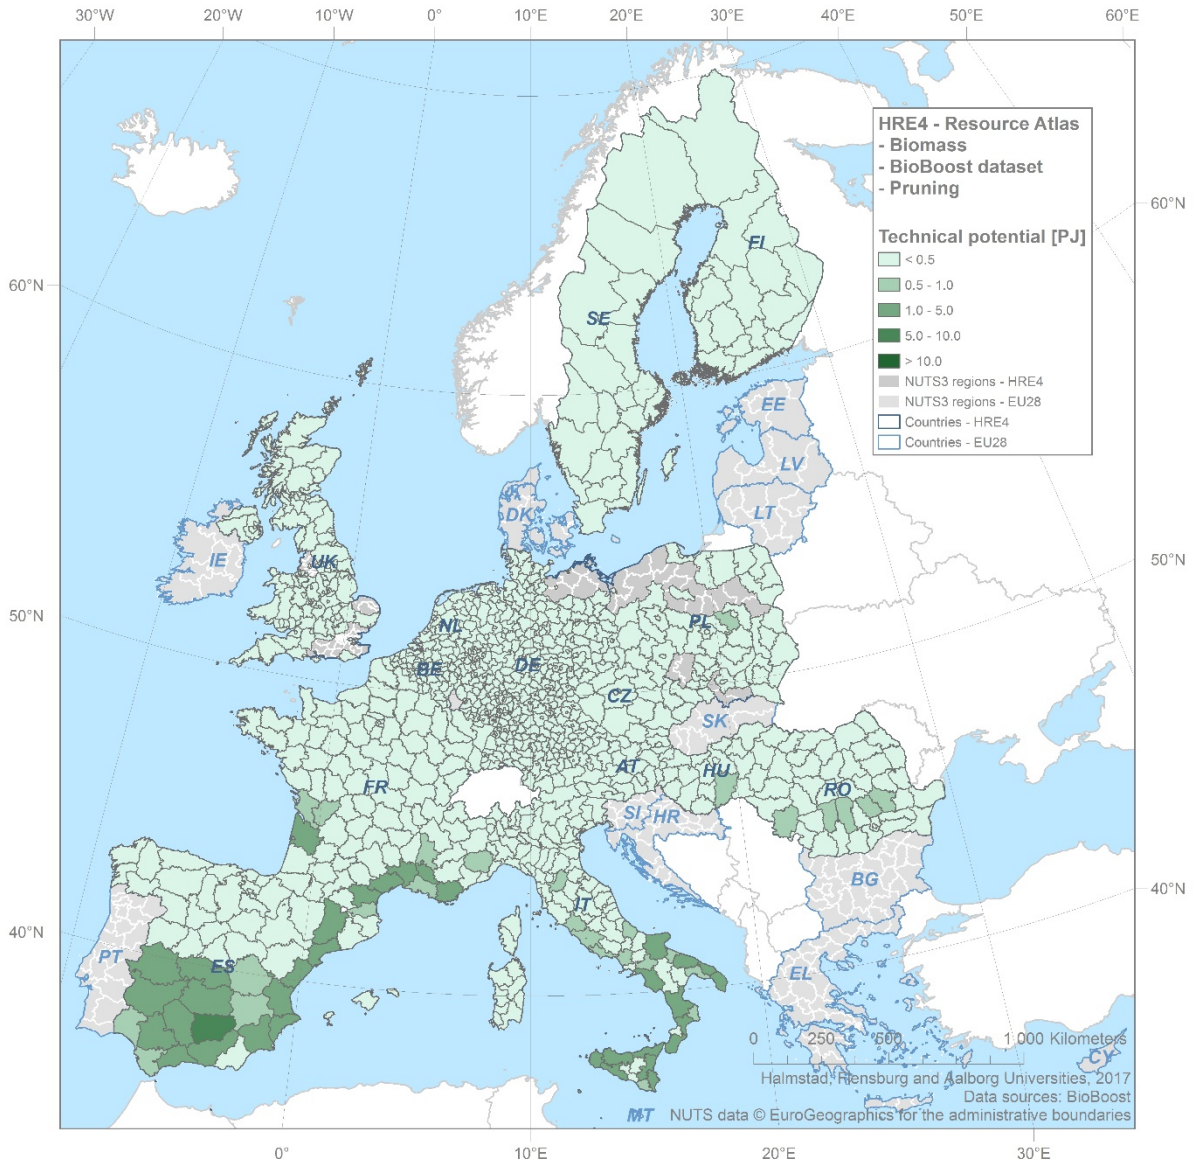 30°W 20°W 10°W 0° 10°E 20°E 30°E 40°E 50°E 60°E
HRE4 - Resource Atlas
- Biomass
- BioBoost dataset
- Pruning
60°N
Technical potential [PJ]
FI
< 0.5
60°N
0.5 - 1.0
1.0 - 5.0
SE
5.0 - 10.0
> 10.0
NUTS3 regions - HRE4
NUTS3 regions - EU28
EE
Countries - HRE4
Countries - EU28
LV
DK
LT
IE
UK
50°N
50°N
NL
PL
BE
DE
CZ
SK
AT
HU
FR
RO
SI
HR
BG
40°N
IT
40°N
PT
ES
EL
0 250 500 1 000 Kilometers
CY
Halmstad, Flensburg and Aalborg Universities, 2017
Data sources: BioBoost
MT
NUTS data © EuroGeographics for the administrative boundaries
0° 10°E 20°E 30°E